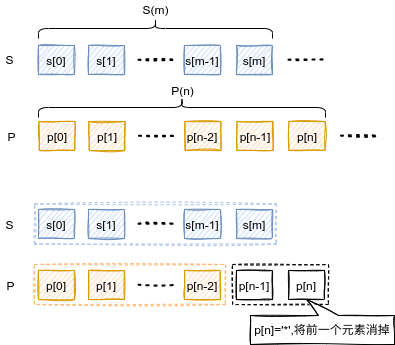 S(m)
S s[0] s[1] s[m-1] s[m]
P(n)
P p[0] p[1] p[n-2] p[n-1] p[n]
S s[0] s[1] s[m-1] s[m]
P p[0] p[1] p[n-2] p[n-1] p[n]
p[n]='*',将前一个元素消掉